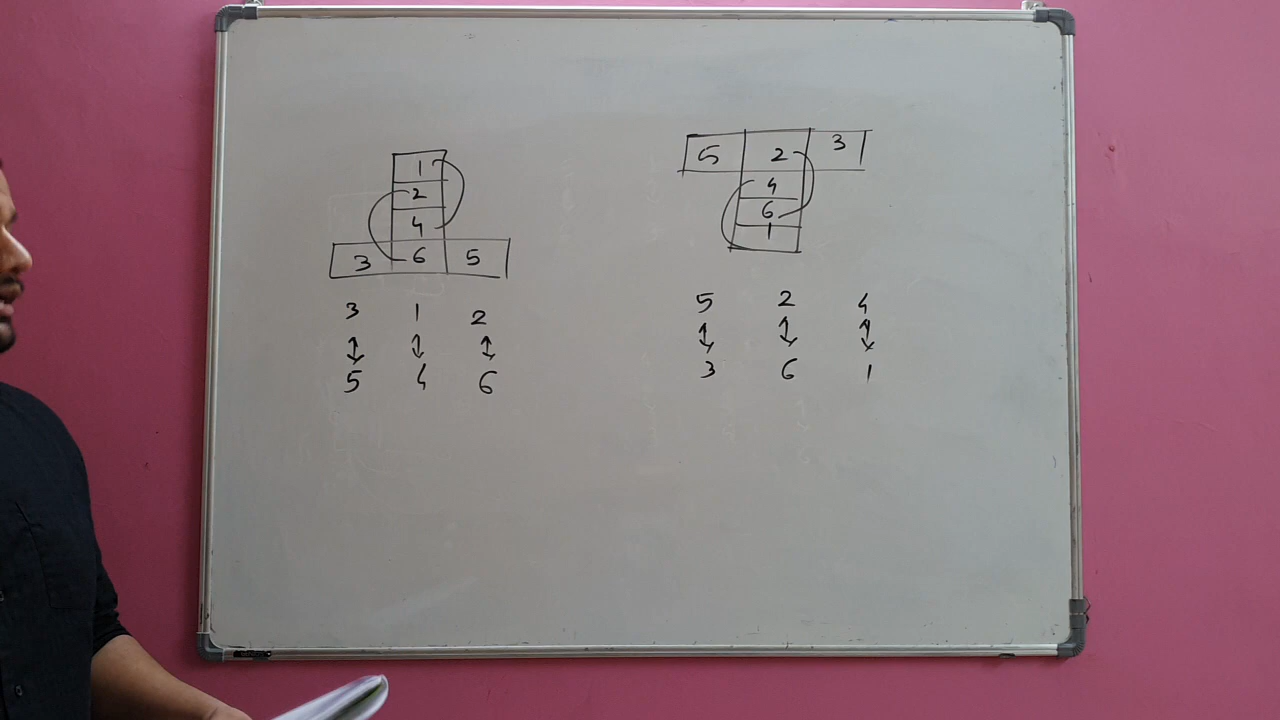 1
2
4
3 6 5
3 1 2
↕ ↕ ↕
5 4 6
5 2 3
4
6
1
5 2 4
↕ ↕ ↕
3 6 1